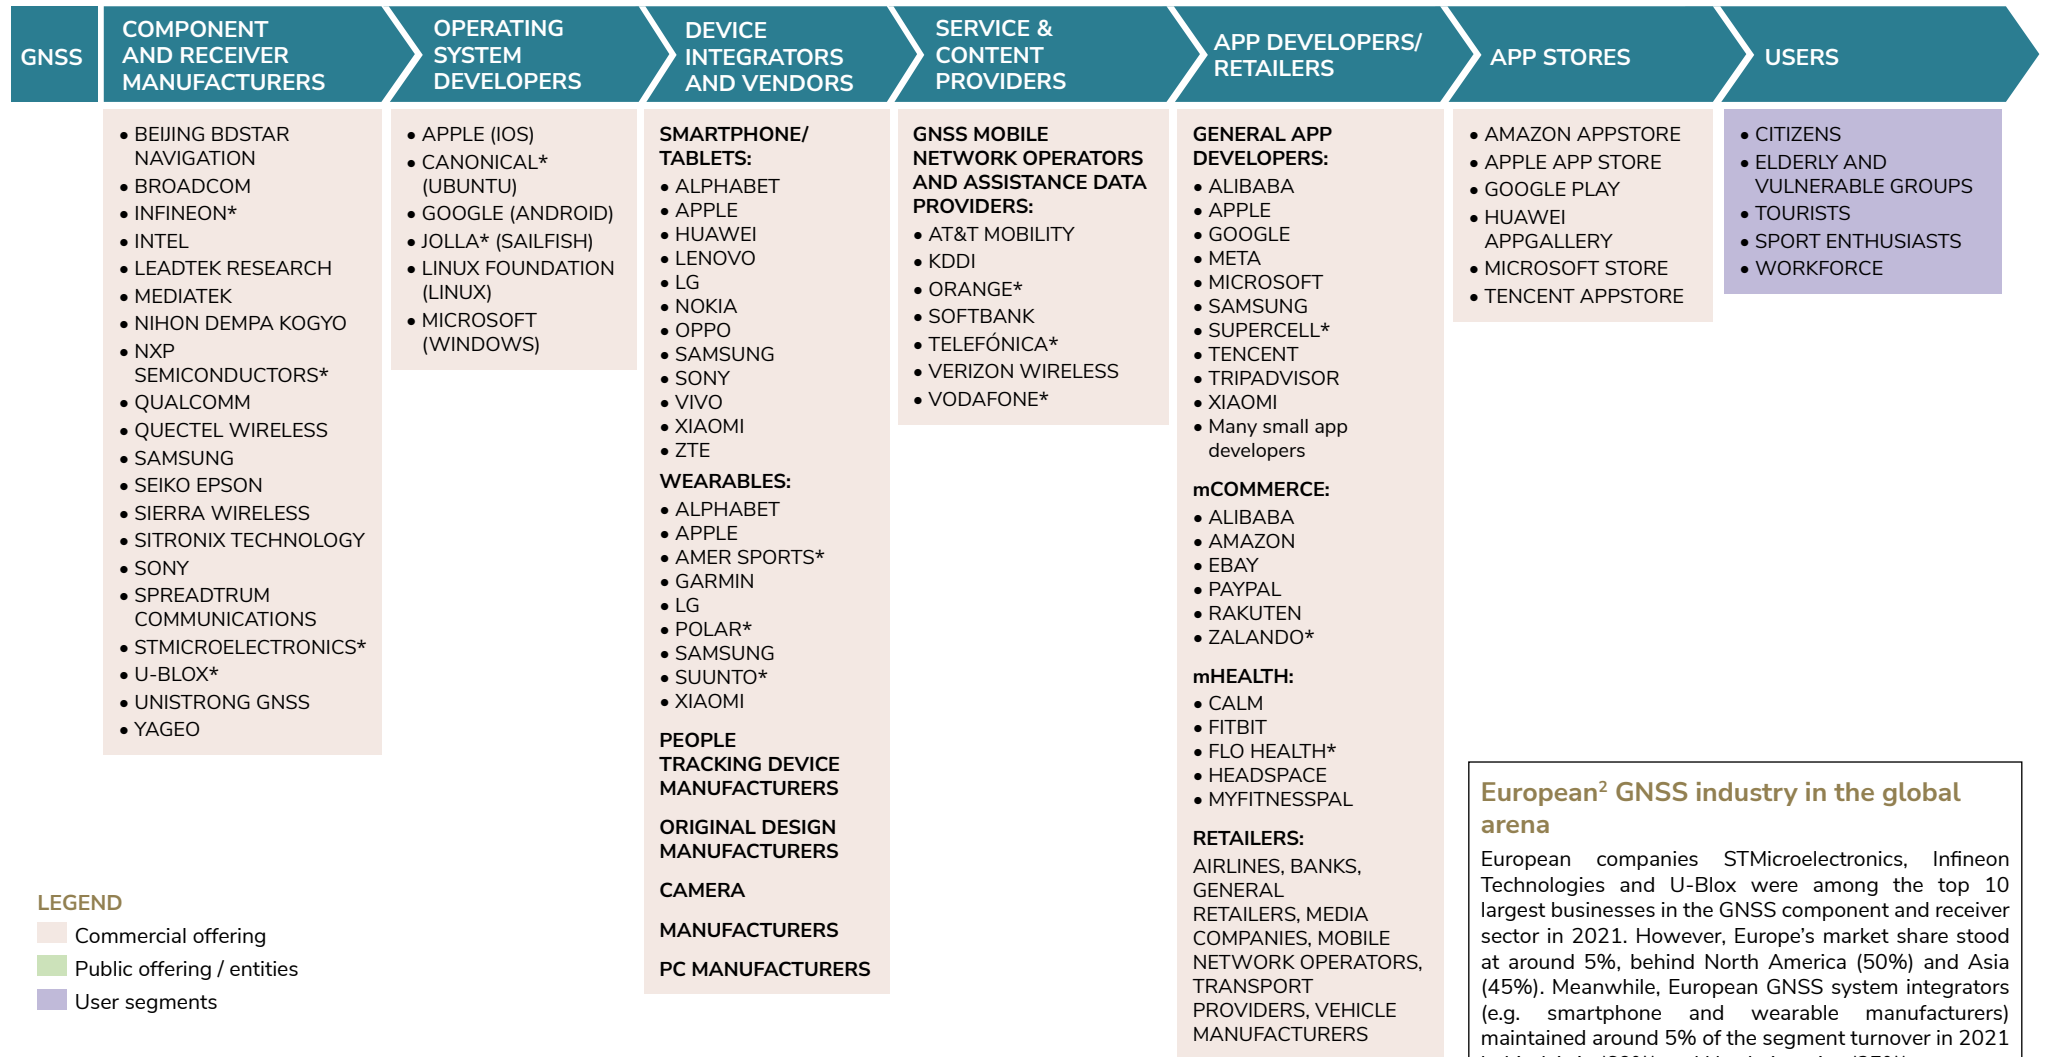 GNSS
COMPONENT
AND RECEIVER
MANUFACTURERS
OPERATING
SYSTEM
DEVELOPERS
DEVICE
INTEGRATORS
AND VENDORS
SERVICE &
CONTENT
PROVIDERS
APP DEVELOPERS/
RETAILERS
APP STORES
USERS
• BEIJING BDSTAR
NAVIGATION
• BROADCOM
• INFINEON*
• INTEL
• LEADTEK RESEARCH
• MEDIATEK
• NIHON DEMPA KOGYO
• NXP
SEMICONDUCTORS*
• QUALCOMM
• QUECTEL WIRELESS
• SAMSUNG
• SEIKO EPSON
• SIERRA WIRELESS
• SITRONIX TECHNOLOGY
• SONY
• SPREADTRUM
COMMUNICATIONS
• STMICROELECTRONICS*
• U-BLOX*
• UNISTRONG GNSS
• YAGEO
• APPLE (IOS)
• CANONICAL*
(UBUNTU)
• GOOGLE (ANDROID)
• JOLLA* (SAILFISH)
• LINUX FOUNDATION
(LINUX)
• MICROSOFT
(WINDOWS)
SMARTPHONE/
TABLETS:
• ALPHABET
• APPLE
• HUAWEI
• LENOVO
• LG
• NOKIA
• OPPO
• SAMSUNG
• SONY
• VIVO
• XIAOMI
• ZTE
WEARABLES:
• ALPHABET
• APPLE
• AMER SPORTS*
• GARMIN
• LG
• POLAR*
• SAMSUNG
• SUUNTO*
• XIAOMI
PEOPLE
TRACKING DEVICE
MANUFACTURERS
ORIGINAL DESIGN
MANUFACTURERS
CAMERA
MANUFACTURERS
PC MANUFACTURERS
GNSS MOBILE
NETWORK OPERATORS
AND ASSISTANCE DATA
PROVIDERS:
• AT&T MOBILITY
• KDDI
• ORANGE*
• SOFTBANK
• TELEFÓNICA*
• VERIZON WIRELESS
• VODAFONE*
GENERAL APP
DEVELOPERS:
• ALIBABA
• APPLE
• GOOGLE
• META
• MICROSOFT
• SAMSUNG
• SUPERCELL*
• TENCENT
• TRIPADVISOR
• XIAOMI
• Many small app
developers
mCOMMERCE:
• ALIBABA
• AMAZON
• EBAY
• PAYPAL
• RAKUTEN
• ZALANDO*
mHEALTH:
• CALM
• FITBIT
• FLO HEALTH*
• HEADSPACE
• MYFITNESSPAL
RETAILERS:
AIRLINES, BANKS,
GENERAL
RETAILERS, MEDIA
COMPANIES, MOBILE
NETWORK OPERATORS,
TRANSPORT
PROVIDERS, VEHICLE
MANUFACTURERS
• AMAZON APPSTORE
• APPLE APP STORE
• GOOGLE PLAY
• HUAWEI
APPGALLERY
• MICROSOFT STORE
• TENCENT APPSTORE
• CITIZENS
• ELDERLY AND
VULNERABLE GROUPS
• TOURISTS
• SPORT ENTHUSIASTS
• WORKFORCE
LEGEND
Commercial offering
Public offering / entities
User segments
European² GNSS industry in the global
arena
European companies STMicroelectronics, Infineon
Technologies and U-Blox were among the top 10
largest businesses in the GNSS component and receiver
sector in 2021. However, Europe’s market share stood
at around 5%, behind North America (50%) and Asia
(45%). Meanwhile, European GNSS system integrators
(e.g. smartphone and wearable manufacturers)
maintained around 5% of the segment turnover in 2021